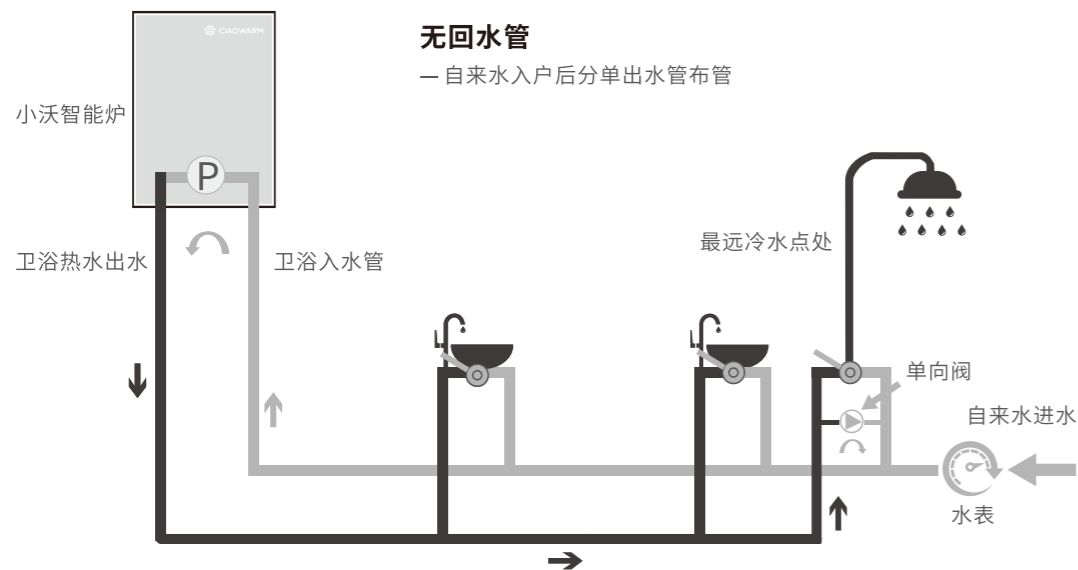 CIAOWARM
无回水管
— 自来水入户后分单出水管布管
小沃智能炉
P
最远冷水点处
卫浴热水出水
卫浴入水管
单向阀
自来水进水
水表